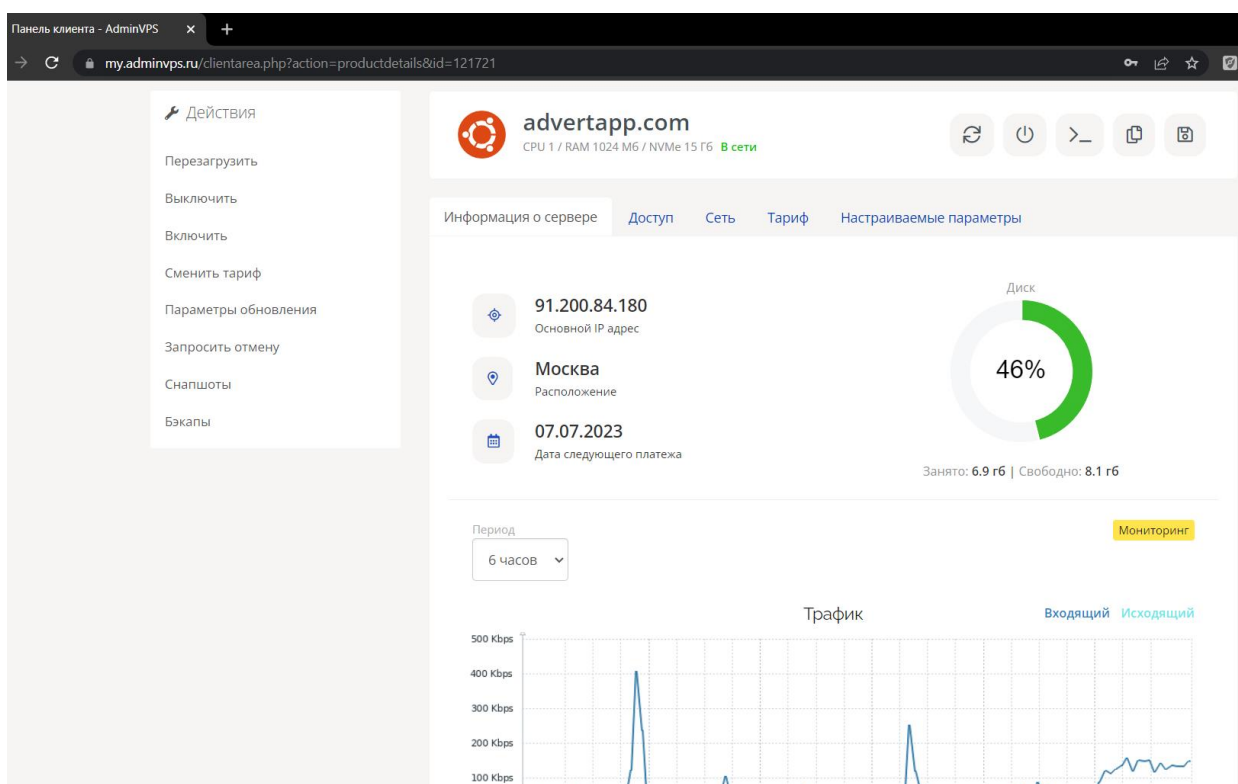 Панель клиента - AdminVPS
my.adminvps.ru/clientarea.php?action=productdetails&id=121721
Действия
Перезагрузить
Выключить
Включить
Сменить тариф
Параметры обновления
Запросить отмену
Снапшоты
Бэкапы
advertapp.com
CPU 1 / RAM 1024 Мб / NVMe 15 Гб В сети
Информация о сервере Доступ Сеть Тариф Настраиваемые параметры
91.200.84.180
Основной IP адрес
Москва
Расположение
07.07.2023
Дата следующего платежа
Диск
46%
Занято: 6.9 гб | Свободно: 8.1 гб
Период
6 часов
Мониторинг
Трафик
Входящий Исходящий
500 Kbps
400 Kbps
300 Kbps
200 Kbps
100 Kbps